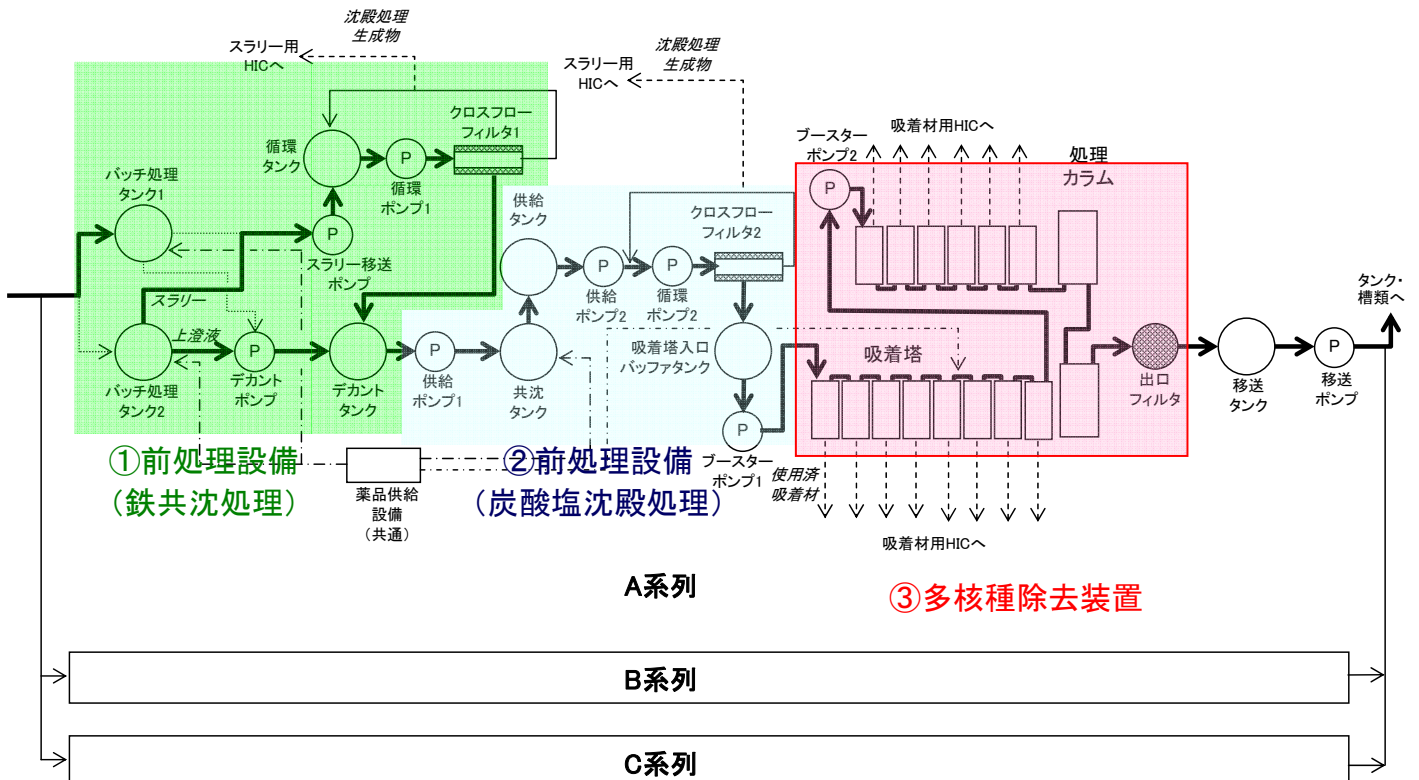 沈殿処理
生成物
スラリー用
HICへ
沈殿処理
生成物
スラリー用
HICへ
クロスフロー
フィルタ1
循環
タンク
P
循環
ポンプ1
バッチ処理
タンク1
P
スラリー移送
ポンプ
スラリー
上澄液
バッチ処理
タンク2
P
デカント
ポンプ
デカント
タンク
供給
タンク
P
供給
ポンプ2
P
循環
ポンプ2
クロスフロー
フィルタ2
P
供給
ポンプ1
共沈
タンク
吸着塔入口
バッファタンク
P
ブースター
ポンプ1
ブースター
ポンプ2
P
吸着材用HICへ
処理
カラム
吸着塔
出口
フィルタ
移送
タンク
P
移送
ポンプ
タンク・
槽類へ
使用済
吸着材
吸着材用HICへ
①前処理設備
(鉄共沈処理)
薬品供給
設備
(共通)
②前処理設備
(炭酸塩沈殿処理)
③多核種除去装置
A系列
B系列
C系列